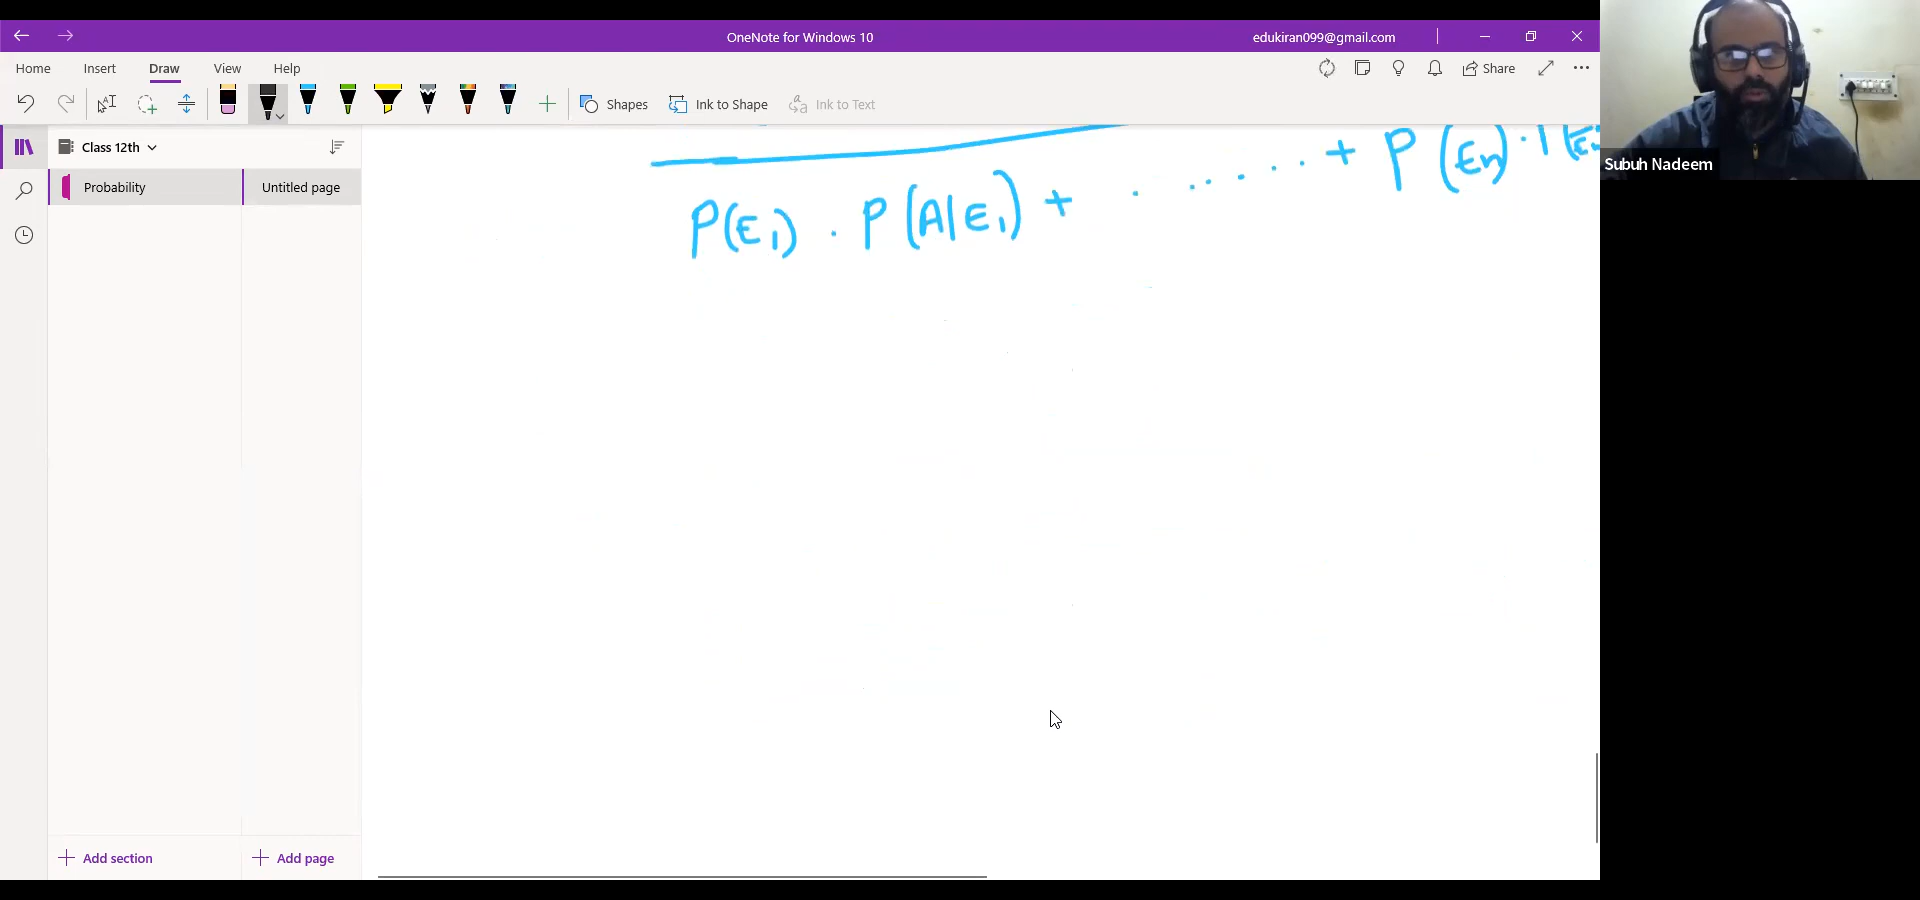 OneNote for Windows 10
edukiran099@gmail.com
Home Insert Draw View Help
Share
Shapes Ink to Shape Ink to Text
Class 12th
Probability
Untitled page
+ P(En) ·
P(E1) . P(A|E1) + . . . . . .
Add section
Add page
Subuh Nadeem